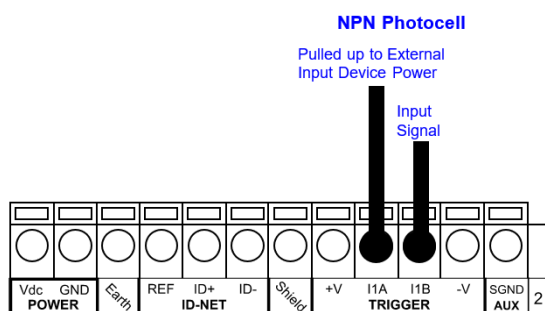 NPN Photocell
Pulled up to External
Input Device Power
Input
Signal
Vdc GND Earth REF ID+ ID- Shield +V I1A I1B -V SGND
POWER ID-NET TRIGGER AUX 2